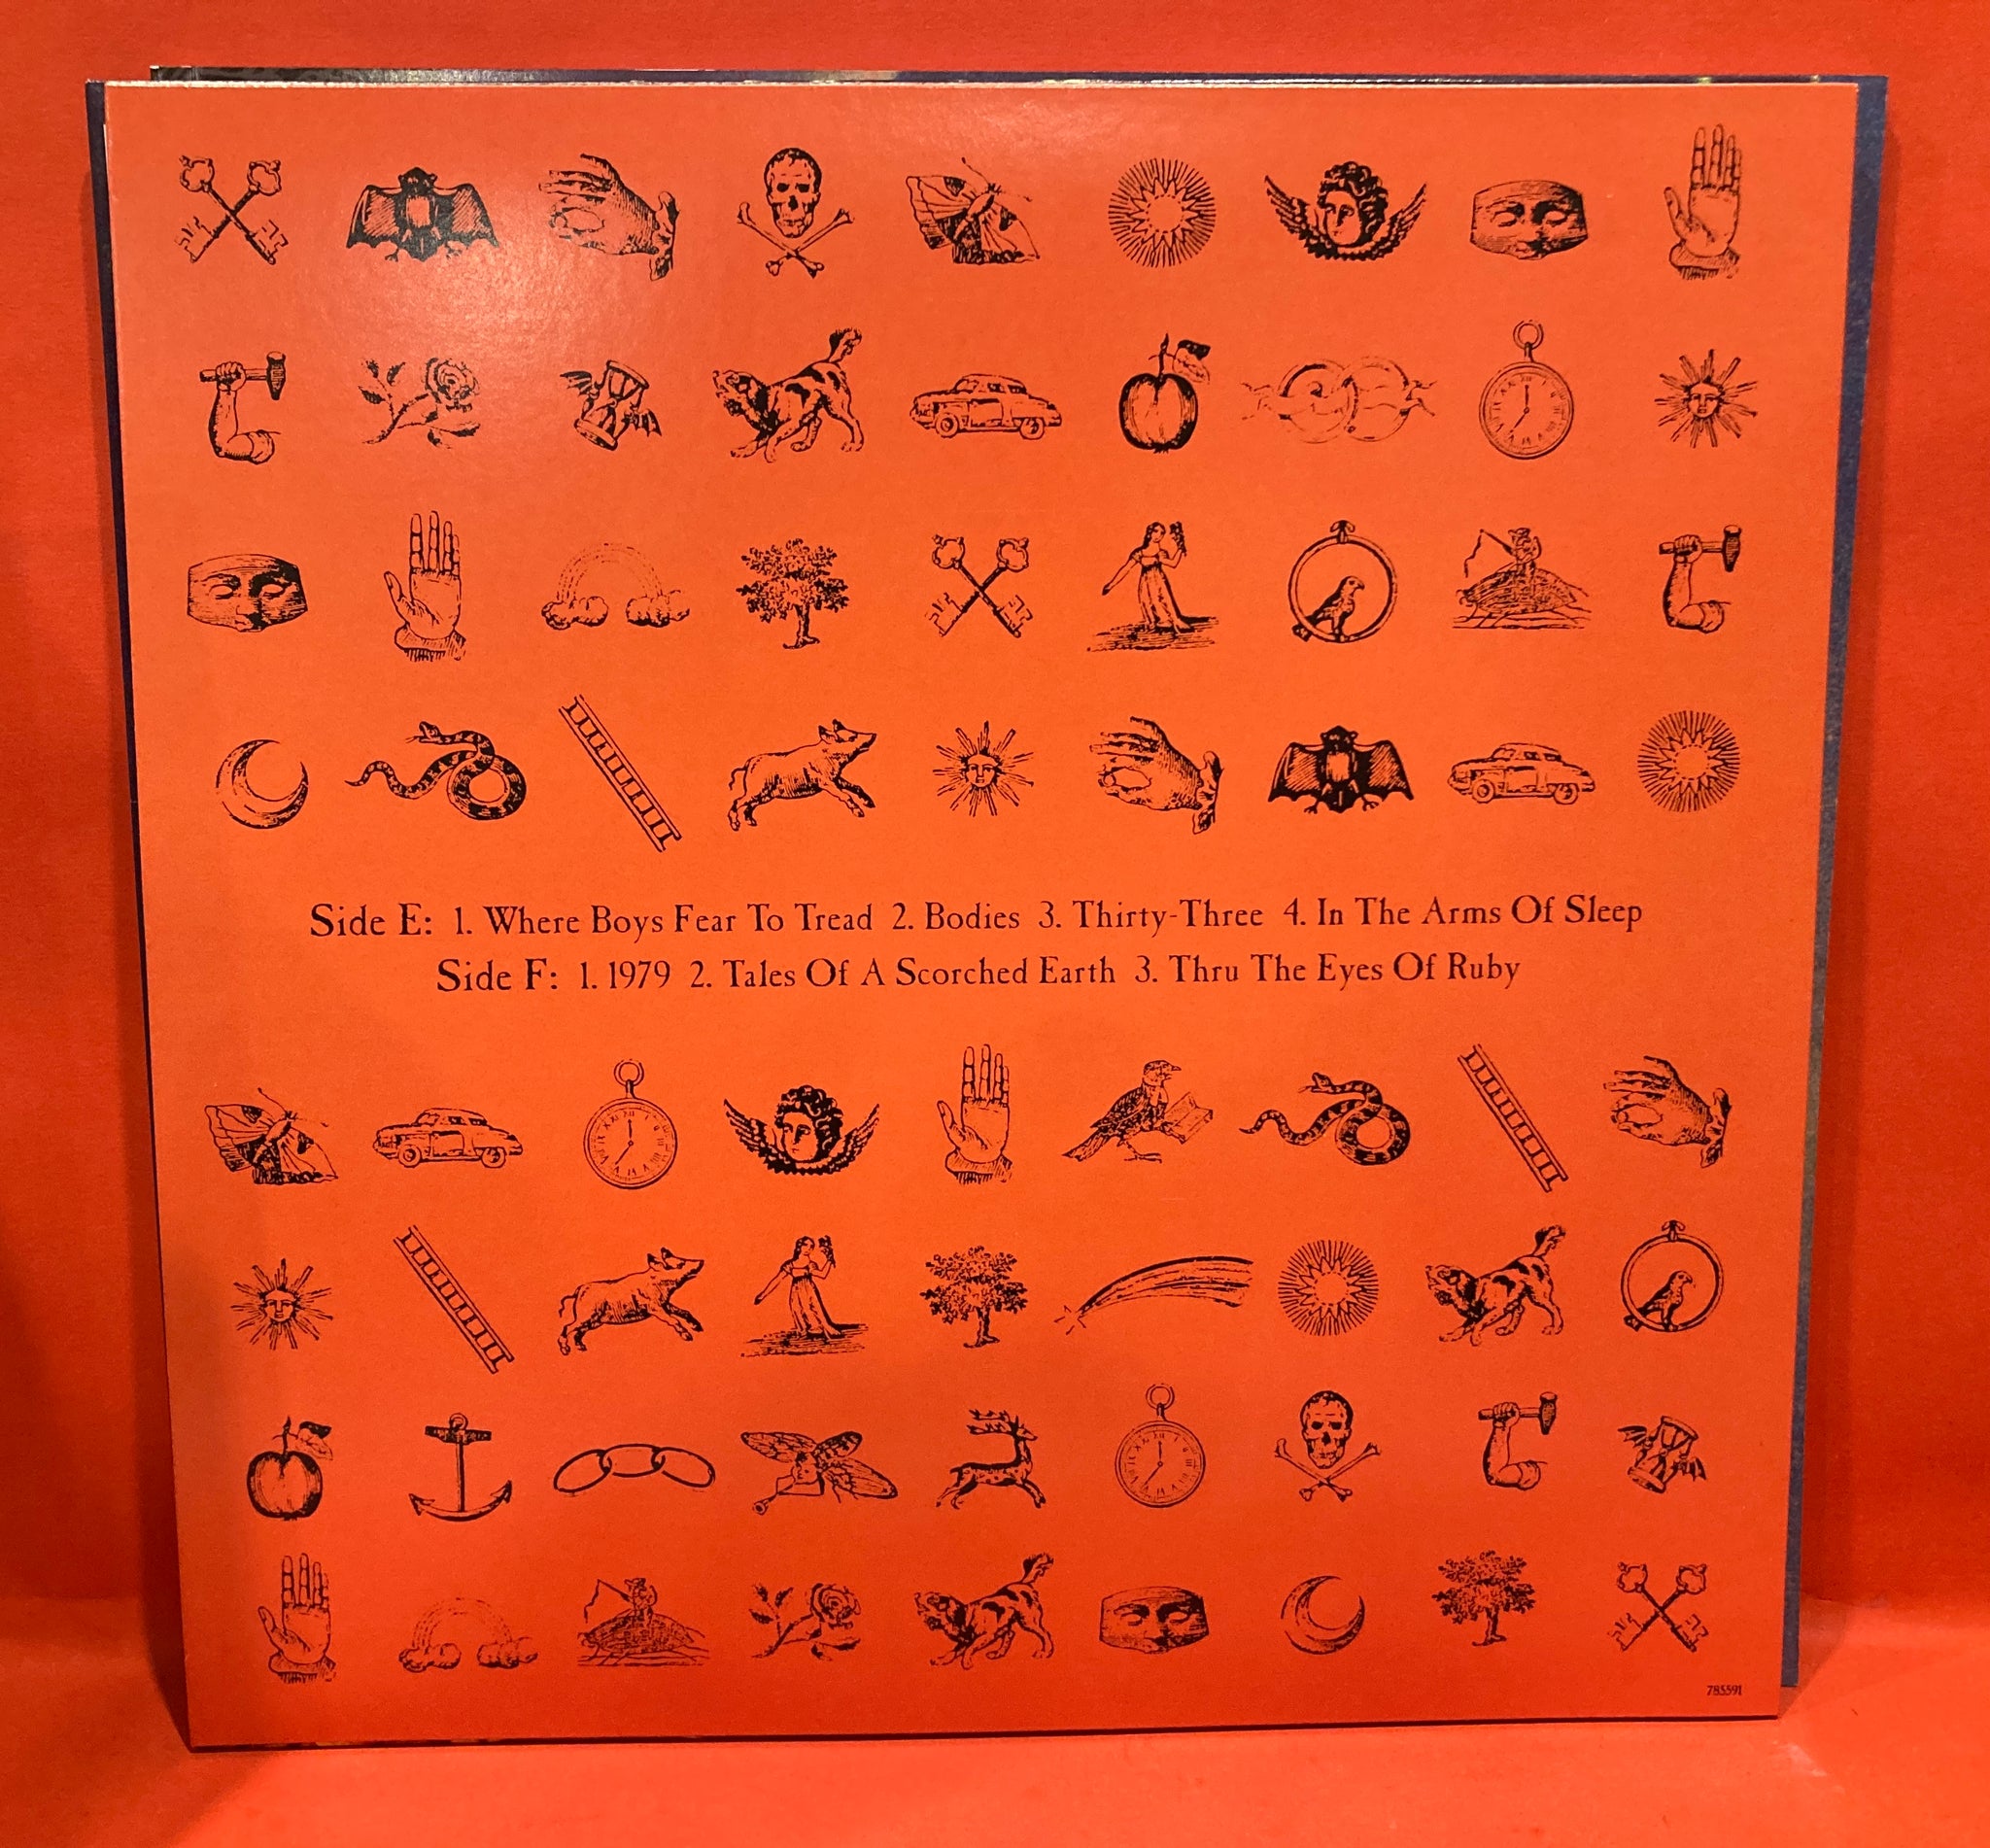 Side E: 1. Where Boys Fear To Tread 2. Bodies 3. Thirty-Three 4. In The Arms Of Sleep
Side F: 1. 1979 2. Tales Of A Scorched Earth 3. Thru The Eyes Of Ruby